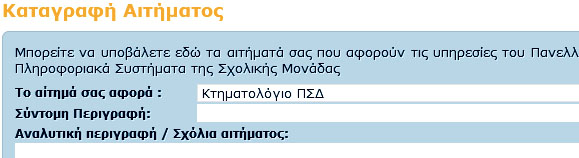 Καταγραφή Αιτήματος
Μπορείτε να υποβάλετε εδώ τα αιτήματά σας που αφορούν τις υπηρεσίες του Πανελλ
Πληροφοριακά Συστήματα της Σχολικής Μονάδας
Το αίτημά σας αφορά : Κτηματολόγιο ΠΣΔ
Σύντομη Περιγραφή:
Αναλυτική περιγραφή / Σχόλια αιτήματος: